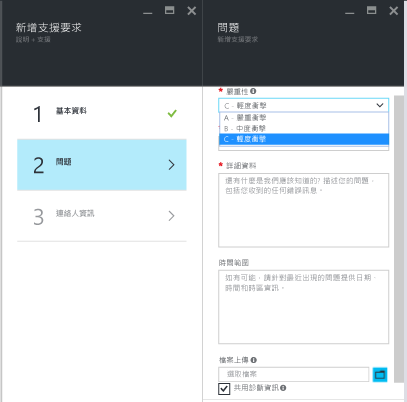 新增支援要求
說明 + 支援
1 基本資料
2 問題
3 連絡人資訊
問題
新增支援要求
* 嚴重性
C - 輕度衝擊
A - 嚴重衝擊
B - 中度衝擊
C - 輕度衝擊
* 詳細資料
還有什麼是我們應該知道的? 描述您的問題，
包括您收到的任何錯誤訊息。
時間範圍
如有可能，請針對最近出現的問題提供日期、
時間和時區資訊。
檔案上傳
選取檔案
共用診斷資訊